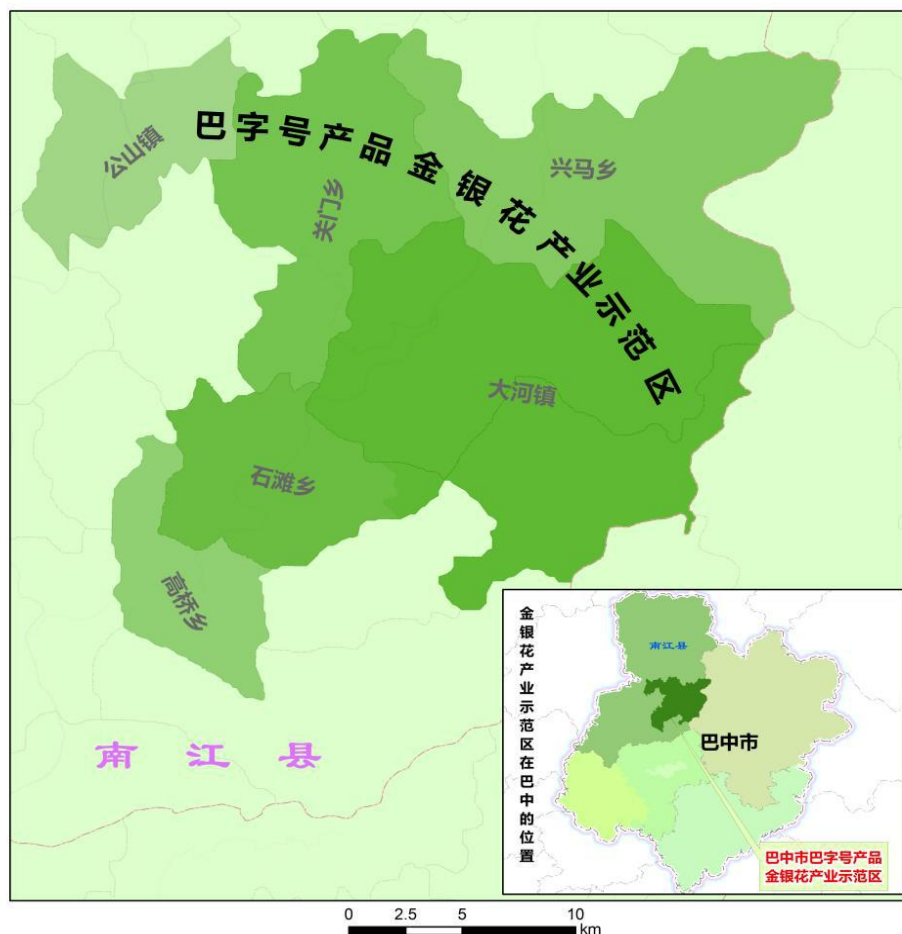 巴字号产品 金银花 产业示范区
公山镇
兴马乡
关门乡
大河镇
石滩乡
高桥乡
南江县
金银花产业示范区在巴中的位置
南江县
巴中市
巴中市巴字号产品
金银花产业示范区
0 2.5 5 10
km